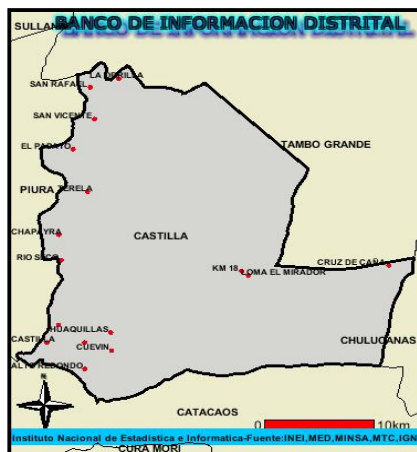 BANCO DE INFORMACION DISTRITAL
SULLANA
LA OBRILLA
SAN RAFAEL
SAN VICENTE
TAMBO GRANDE
EL PAPAYO
PIURA
TERELA
CHAPAYRA
CASTILLA
RIO SECO
KM 18
LOMA EL MIRADOR
CRUZ DE CAÑA
HUAQUILLAS
CASTILLA
CUEVIN
CHULUCANAS
ALTO REDONDO
N
CATACAOS
0 10km
Instituto Nacional de Estadistica e Informatica-Fuente:INEI,MED,MINSA,MTC,IGN
CURA MORI